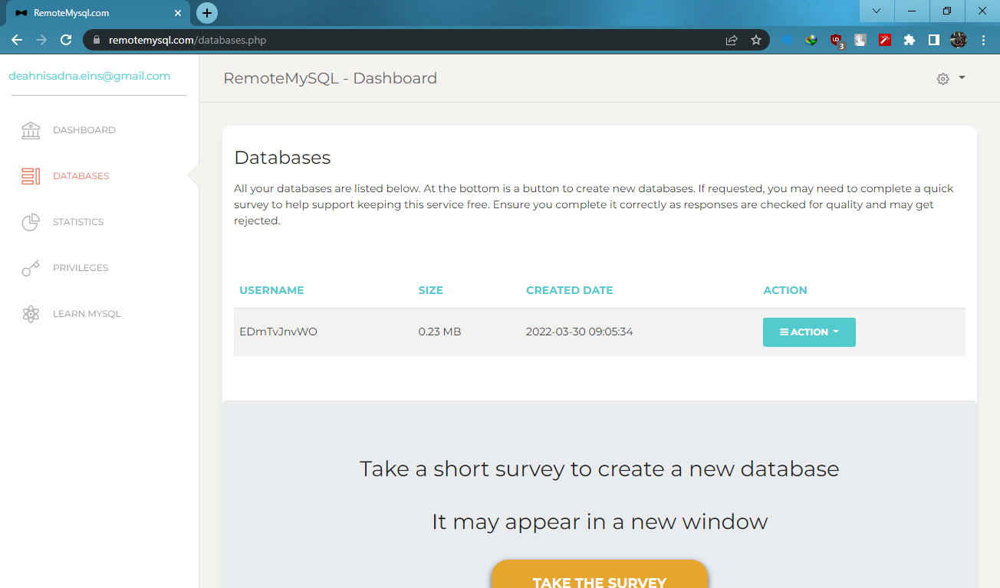 RemoteMysql.com
remotemysql.com/databases.php
3
deahnisadna.eins@gmail.com
RemoteMySQL - Dashboard
DASHBOARD
DATABASES
STATISTICS
PRIVILEGES
LEARN MYSQL
Databases
All your databases are listed below. At the bottom is a button to create new databases. If requested, you may need to complete a quick
survey to help support keeping this service free. Ensure you complete it correctly as responses are checked for quality and may get
rejected.
USERNAME SIZE CREATED DATE ACTION
EDmTvJnvWO 0.23 MB 2022-03-30 09:05:34 ACTION
Take a short survey to create a new database
It may appear in a new window
TAKE THE SURVEY